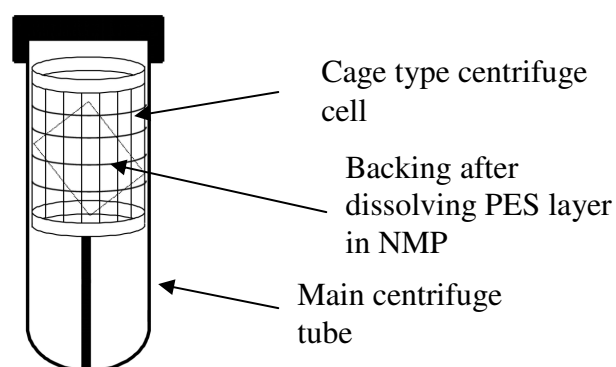 Cage type centrifuge
cell
Backing after
dissolving PES layer
in NMP
Main centrifuge
tube